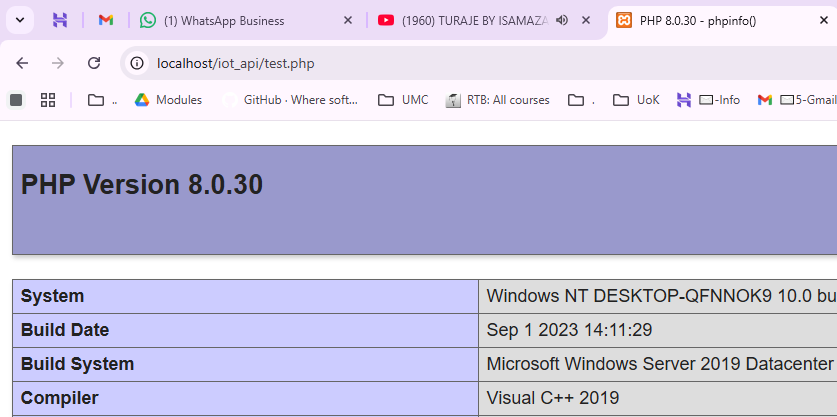 (1) WhatsApp Business
(1960) TURAJE BY ISAMAZA
PHP 8.0.30 - phpinfo()
localhost/iot_api/test.php
..
Modules
GitHub · Where soft...
UMC
RTB: All courses
.
UoK
-Info
5-Gmail
PHP Version 8.0.30
System
Windows NT DESKTOP-QFNNOK9 10.0 bu
Build Date
Sep 1 2023 14:11:29
Build System
Microsoft Windows Server 2019 Datacenter
Compiler
Visual C++ 2019